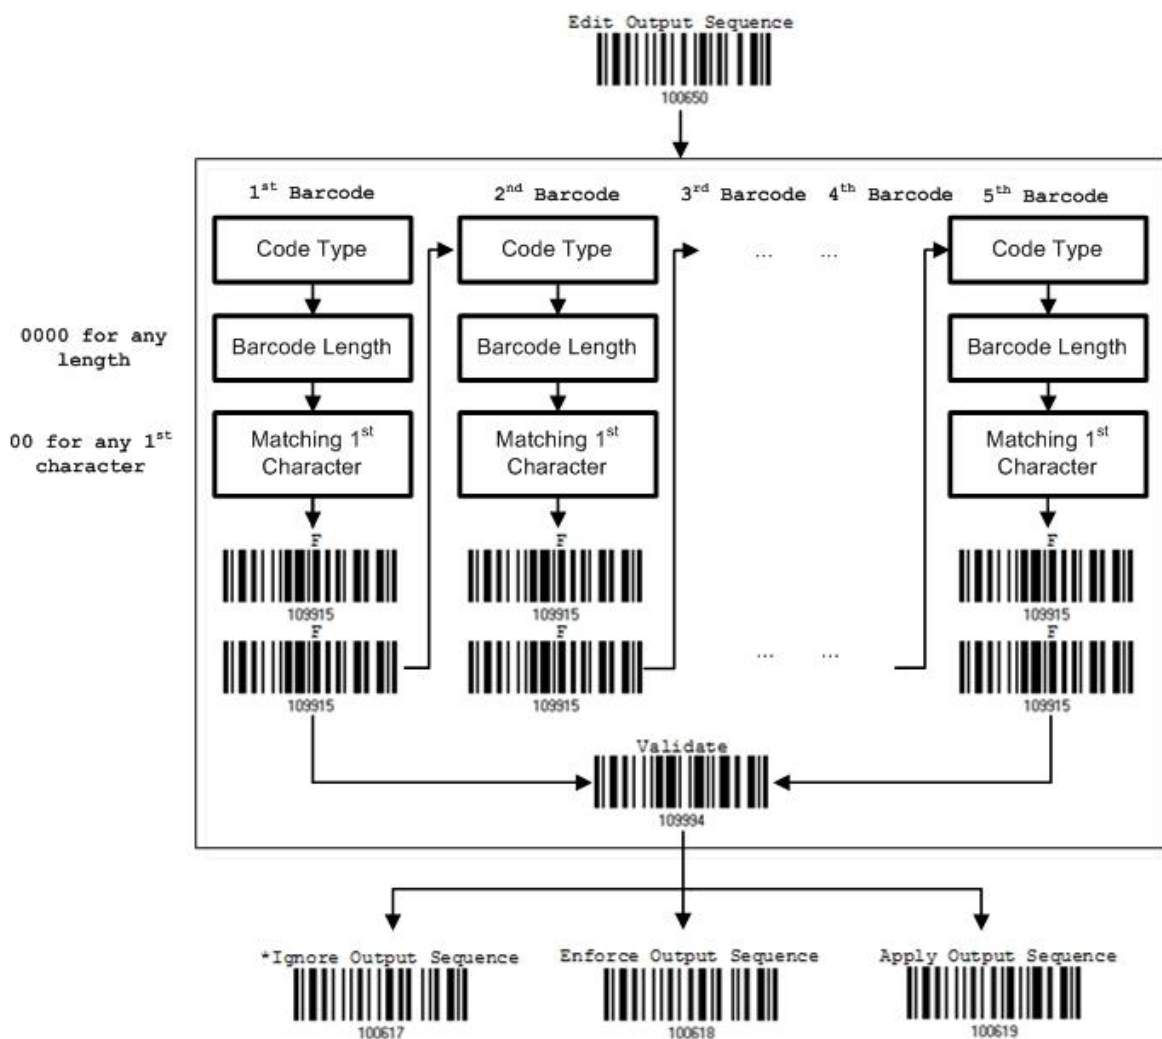 Edit Output Sequence
100650
1st Barcode
2nd Barcode
3rd Barcode
4th Barcode
5th Barcode
Code Type
Code Type
... ...
Code Type
0000 for any
length
Barcode Length
Barcode Length
Barcode Length
00 for any 1st
character
Matching 1st
Character
Matching 1st
Character
Matching 1st
Character
109915
109915
109915
109915
109915
... ...
109915
Validate
109994
*Ignore Output Sequence
Enforce Output Sequence
Apply Output Sequence
100617
100618
100619